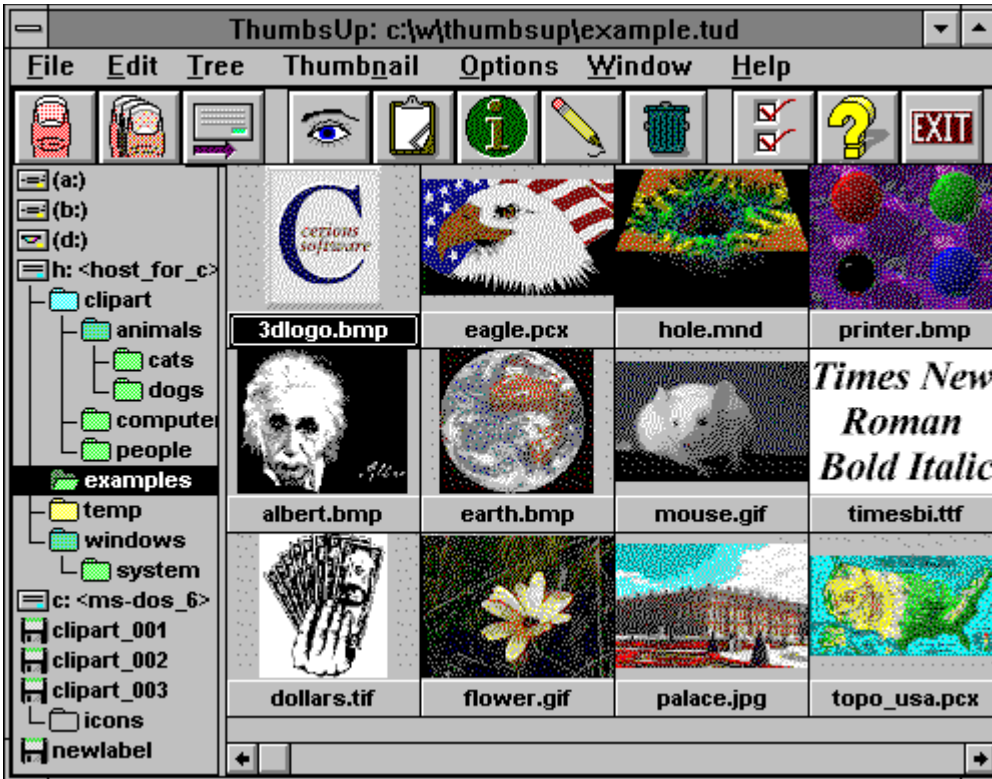 ThumbsUp: c:\w\thumbsup\example.tud
File Edit Tree Thumbnail Options Window Help
EXIT
(a:)
(b:)
(d:)
h: <host_for_c>
clipart
animals
cats
dogs
computer
people
examples
temp
windows
system
c: <ms-dos_6>
clipart_001
clipart_002
clipart_003
icons
newlabel
C
cerious
software
3dlogo.bmp eagle.pcx hole.mnd printer.bmp
Times New
Roman
Bold Italic
albert.bmp earth.bmp mouse.gif timesbi.ttf
dollars.tif flower.gif palace.jpg topo_usa.pcx